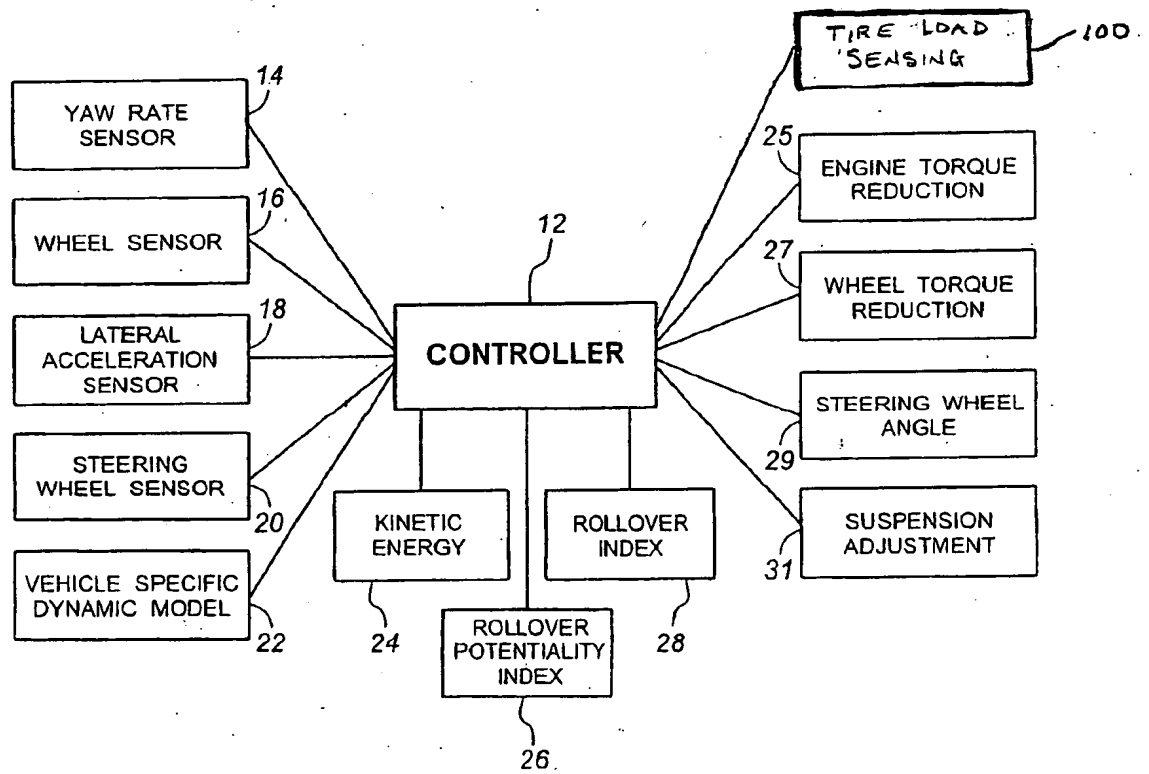 TIRE LOAD
SENSING
100
14
YAW RATE
SENSOR
25
ENGINE TORQUE
REDUCTION
16
WHEEL SENSOR
12
27
WHEEL TORQUE
REDUCTION
18
LATERAL
ACCELERATION
SENSOR
CONTROLLER
STEERING WHEEL
ANGLE
29
STEERING
WHEEL SENSOR
20
KINETIC
ENERGY
24
ROLLOVER
INDEX
28
SUSPENSION
ADJUSTMENT
31
VEHICLE SPECIFIC
DYNAMIC MODEL
22
ROLLOVER
POTENTIALITY
INDEX
26